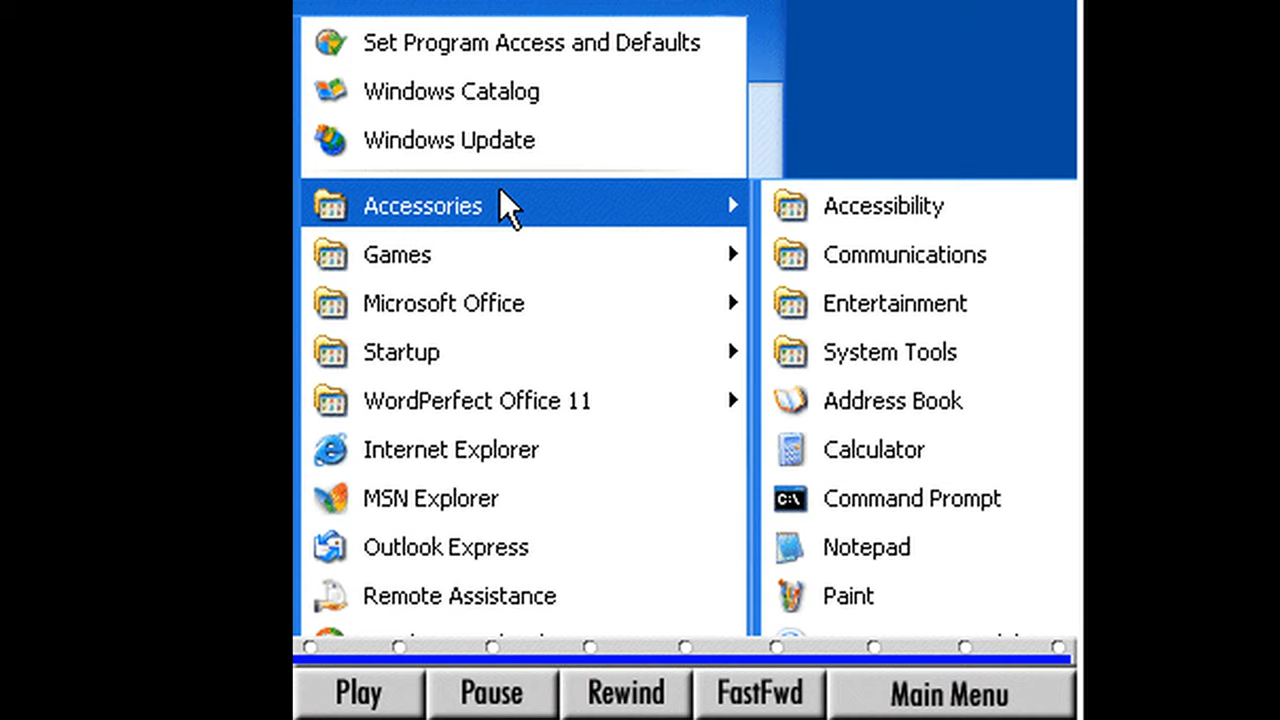 Set Program Access and Defaults
Windows Catalog
Windows Update
Accessories
Games
Microsoft Office
Startup
WordPerfect Office 11
Internet Explorer
MSN Explorer
Outlook Express
Remote Assistance
Accessibility
Communications
Entertainment
System Tools
Address Book
Calculator
C:\
Command Prompt
Notepad
Paint
Play
Pause
Rewind
FastFwd
Main Menu